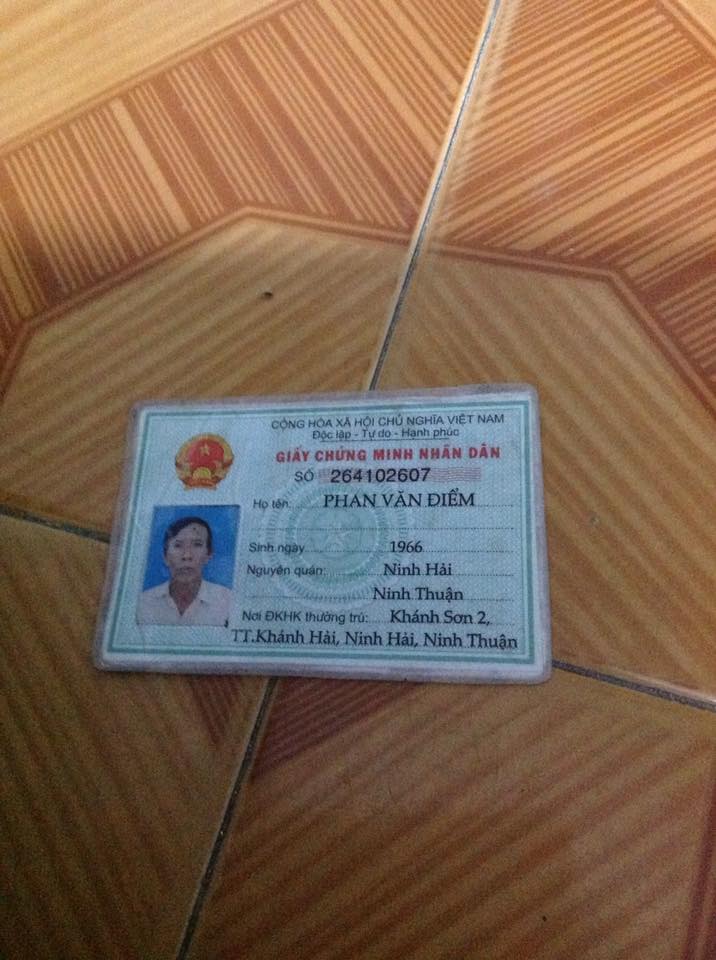 CỘNG HÒA XÃ HỘI CHỦ NGHĨA VIỆT NAM
Độc lập - Tự do - Hạnh phúc
GIẤY CHỨNG MINH NHÂN DÂN
SỐ 264102607
Họ tên: PHAN VĂN ĐIỂM
Sinh ngày 1966
Nguyên quán: Ninh Hải
Ninh Thuận
Nơi ĐKHK thường trú: Khánh Sơn 2,
TT.Khánh Hải, Ninh Hải, Ninh Thuận